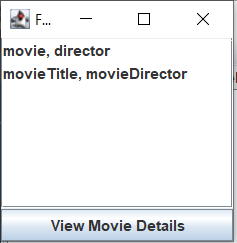 F...
movie, director
movieTitle, movieDirector
View Movie Details